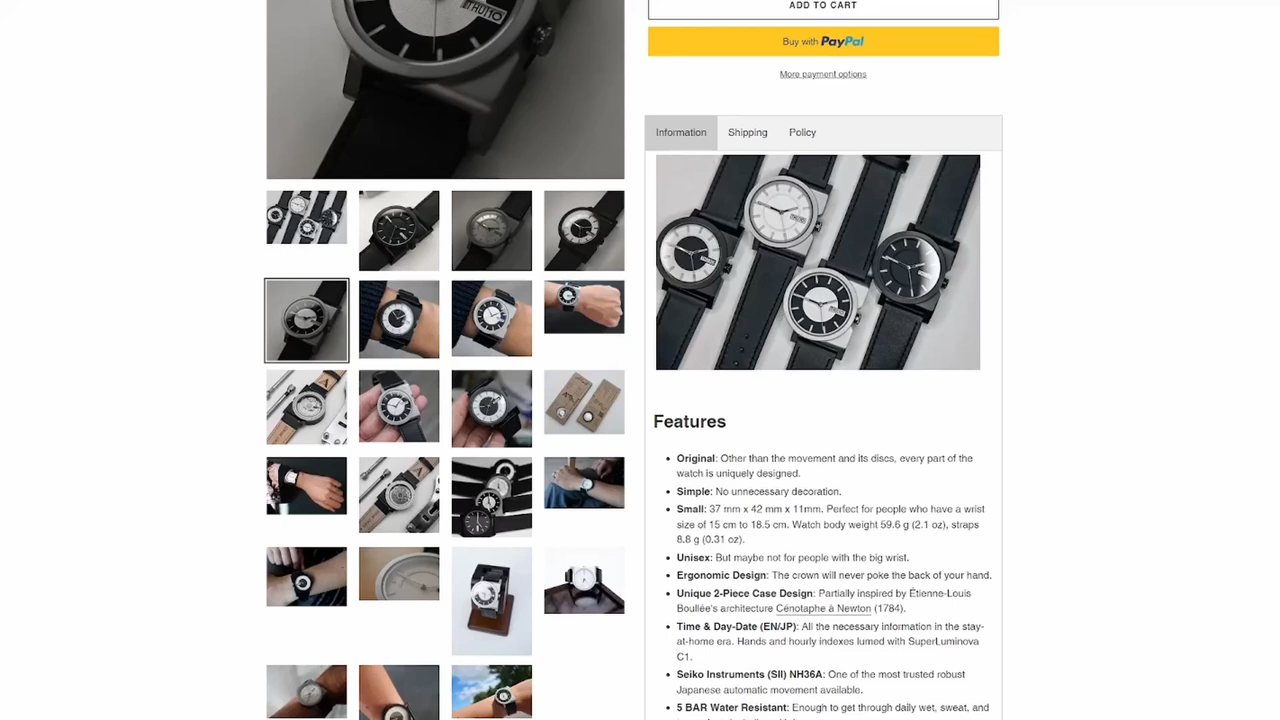 THU 10
ADD TO CART
Buy with PayPal
More payment options
Information Shipping Policy
Features
Original: Other than the movement and its discs, every part of the
watch is uniquely designed.
Simple: No unnecessary decoration.
Small: 37 mm x 42 mm x 11mm. Perfect for people who have a wrist
size of 15 cm to 18.5 cm. Watch body weight 59.6 g (2.1 oz), straps
8.8 g (0.31 oz).
Unisex: But maybe not for people with the big wrist.
Ergonomic Design: The crown will never poke the back of your hand.
Unique 2-Piece Case Design: Partially inspired by Étienne-Louis
Boullée's architecture Cénotaphe à Newton (1784).
Time & Day-Date (EN/JP): All the necessary information in the stay-
at-home era. Hands and hourly indexes lumed with SuperLuminova
C1.
Seiko Instruments (SII) NH36A: One of the most trusted robust
Japanese automatic movement available.
5 BAR Water Resistant: Enough to get through daily wet, sweat, and